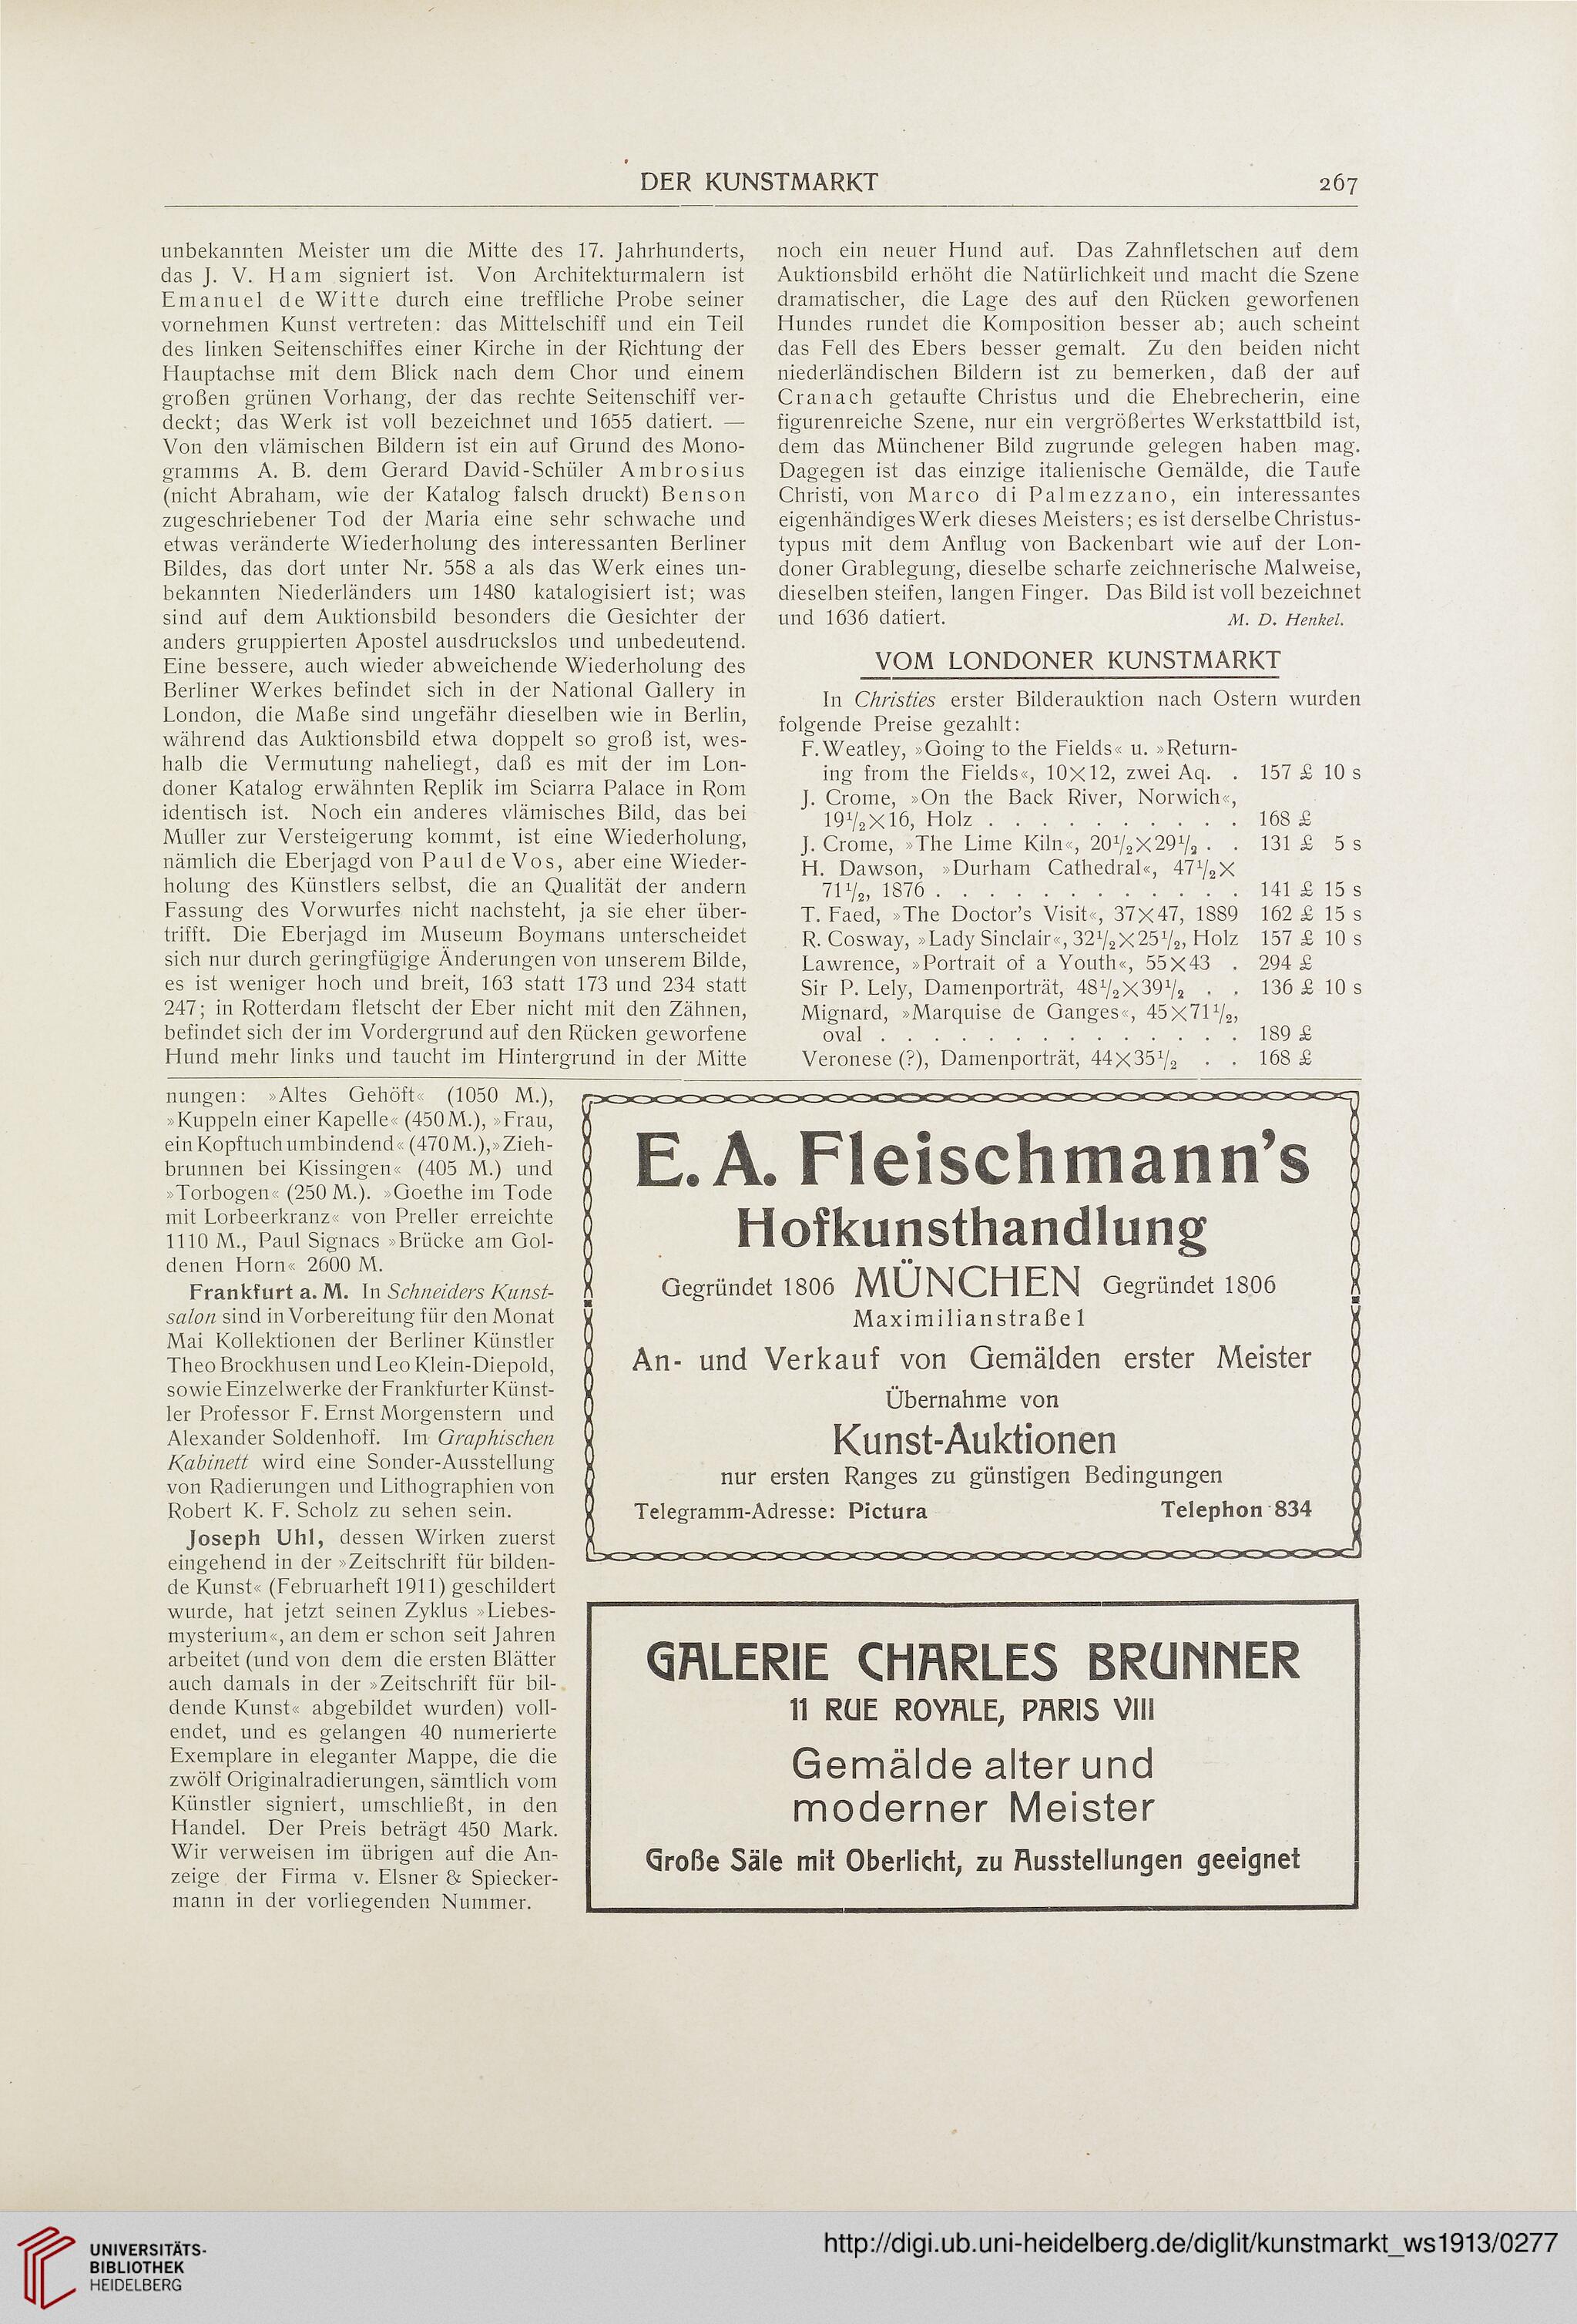 DER KUNSTMARKT
267
unbekannten Meister um die Mitte des 17. Jahrhunderts,
das J. V. Ham signiert ist. Von Architekturmalern ist
Emanuel de Witte durch eine treffliche Probe seiner
vornehmen Kunst vertreten: das Mittelschiff und ein Teil
des linken Seitenschiffes einer Kirche in der Richtung der
Hauptachse mit dem Blick nach dem Chor und einem
großen grünen Vorhang, der das rechte Seitenschiff ver-
deckt; das Werk ist voll bezeichnet und 1655 datiert. —
Von den vlämischen Bildern ist ein auf Grund des Mono-
gramms A. B. dem Gerard David-Schüler Ambrosius
(nicht Abraham, wie der Katalog falsch druckt) Benson
zugeschriebener Tod der Maria eine sehr schwache und
etwas veränderte Wiederholung des interessanten Berliner
Bildes, das dort unter Nr. 558 a als das Werk eines un-
bekannten Niederländers um 1480 katalogisiert ist; was
sind auf dem Auktionsbild besonders die Gesichter der
anders gruppierten Apostel ausdruckslos und unbedeutend.
Eine bessere, auch wieder abweichende Wiederholung des
Berliner Werkes befindet sich in der National Gallery in
London, die Maße sind ungefähr dieselben wie in Berlin,
während das Auktionsbild etwa doppelt so groß ist, wes-
halb die Vermutung naheliegt, daß es mit der im Lon-
doner Katalog erwähnten Replik im Sciarra Palace in Rom
identisch ist. Noch ein anderes vlämisches Bild, das bei
Muller zur Versteigerung kommt, ist eine Wiederholung,
nämlich die Eberjagd von Paul de Vos, aber eine Wieder-
holung des Künstlers selbst, die an Qualität der andern
Fassung des Vorwurfes nicht nachsteht, ja sie eher über-
trifft. Die Eberjagd im Museum Boymans unterscheidet
sich nur durch geringfügige Änderungen von unserem Bilde,
es ist weniger hoch und breit, 163 statt 173 und 234 statt
247; in Rotterdam fletscht der Eber nicht mit den Zähnen,
befindet sich der im Vordergrund auf den Rücken geworfene
Hund mehr links und taucht im Hintergrund in der Mitte
noch ein neuer Hund auf. Das Zahnfletschen auf dem
Auktionsbild erhöht die Natürlichkeit und macht die Szene
dramatischer, die Lage des auf den Rücken geworfenen
Hundes rundet die Komposition besser ab; auch scheint
das Fell des Ebers besser gemalt. Zu den beiden nicht
niederländischen Bildern ist zu bemerken, daß der auf
Cranach getaufte Christus und die Ehebrecherin, eine
figurenreiche Szene, nur ein vergrößertes Werkstattbild ist,
dem das Münchener Bild zugrunde gelegen haben mag.
Dagegen ist das einzige italienische Gemälde, die Taufe
Christi, von Marco di Palmezzano, ein interessantes
eigenhändiges Werk dieses Meisters; es ist derselbe Christus-
typus mit dem Anflug von Backenbart wie auf der Lon-
doner Grablegung, dieselbe scharfe zeichnerische Malweise,
dieselben steifen, langen Finger. Das Bild ist voll bezeichnet
und 1636 datiert. M. D. Henkel.
VOM LONDONER KUNSTMARKT
In Christies erster Bilderauktion nach Ostern wurden
folgende Preise gezahlt:
F. Weatley, »Going to the Fields« u. »Return-
ing from the Fields«, 10×12, zwei Aq. . 157 £ 10 s
J. Crome, »On the Back River, Norwich«,
19½×16, Holz . . . . . . . . . . 168 £
J. Crome, »The Lime Kiln«, 20½×29½ . . 131 £ 5 s
H. Dawson, »Durham Cathedral«, 47½×
71½, 1876 . . . . . . . . . . . . 141 £ 15 s
T. Faed, »The Doctor's Visit«, 37×47, 1889 162 £ 15 s
R. Cosway, »Lady Sinclair«, 32½×25½, Holz 157 £ 10 s
Lawrence, »Portrait of a Youth«, 55×43 . 294 £
Sir P. Lely, Damenporträt, 48½×39½ . . 136 £ 10 s
Mignard, »Marquise de Ganges«, 45×71½,
oval . . . . . . . . . . . . . . 189 £
Veronese (?), Damenporträt, 44×35½ . . 168 £
nungen: »Altes Gehöft« (1050 M.),
»Kuppeln einer Kapelle« (450 M.), »Frau,
ein Kopftuch umbindend« (470 M.), »Zieh-
brunnen bei Kissingen« (405 M.) und
»Torbogen« (250 M.). »Goethe im Tode
mit Lorbeerkranz« von Preller erreichte
1110 M., Paul Signacs »Brücke am Gol-
denen Horn« 2600 M.
Frankfurt a. M. In Schneiders Kunst-
salon sind in Vorbereitung für den Monat
Mai Kollektionen der Berliner Künstler
Theo Brockhusen und Leo Klein-Diepold,
sowie Einzelwerke der Frankfurter Künst-
ler Professor F. Ernst Morgenstern und
Alexander Soldenhoff. Im Graphischen
Kabinett wird eine Sonder-Ausstellung
von Radierungen und Lithographien von
Robert K. F. Scholz zu sehen sein.
Joseph Uhl, dessen Wirken zuerst
eingehend in der »Zeitschrift für bilden-
de Kunst« (Februarheft 1911) geschildert
wurde, hat jetzt seinen Zyklus »Liebes-
mysterium«, an dem er schon seit Jahren
arbeitet (und von dem die ersten Blätter
auch damals in der »Zeitschrift für bil-
dende Kunst« abgebildet wurden) voll-
endet, und es gelangen 40 numerierte
Exemplare in eleganter Mappe, die die
zwölf Originalradierungen, sämtlich vom
Künstler signiert, umschließt, in den
Handel. Der Preis beträgt 450 Mark.
Wir verweisen im übrigen auf die An-
zeige der Firma v. Elsner & Spiecker-
mann in der vorliegenden Nummer.
E. A. Fleischmann's
Hofkunsthandlung
Gegründet 1806 MÜNCHEN Gegründet 1806
Maximilianstraße 1
An- und Verkauf von Gemälden erster Meister
Übernahme von
Kunst-Auktionen
nur ersten Ranges zu günstigen Bedingungen
Telegramm-Adresse: Pictura Telephon 834
GALERIE CHARLES BRUNNER
11 RUE ROYALE, PARIS VIII
Gemälde alter und
moderner Meister
Große Säle mit Oberlicht, zu Ausstellungen geeignet
UNIVERSITÄTS-
BIBLIOTHEK
HEIDELBERG
http://digi.ub.uni-heidelberg.de/diglit/kunstmarkt_ws1913/0277